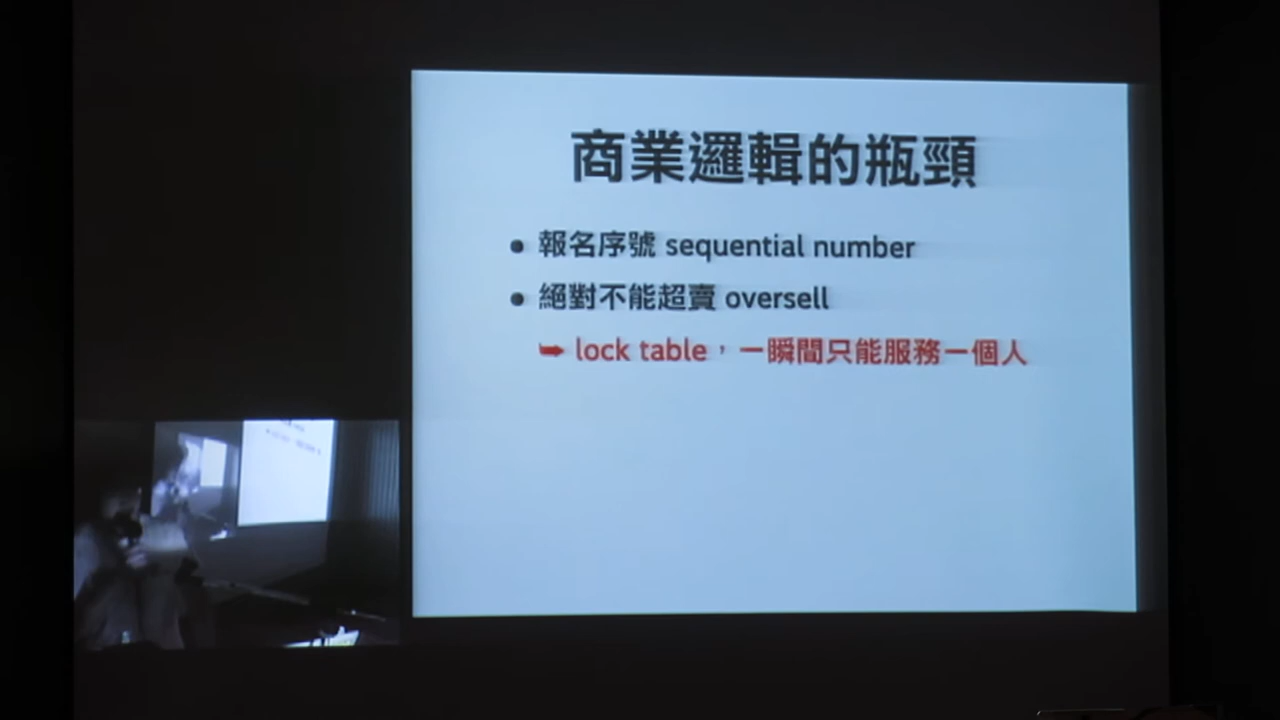 商業邏輯的瓶頸
• 報名序號 sequential number
• 絕對不能超賣 oversell
➥ lock table，一瞬間只能服務一個人